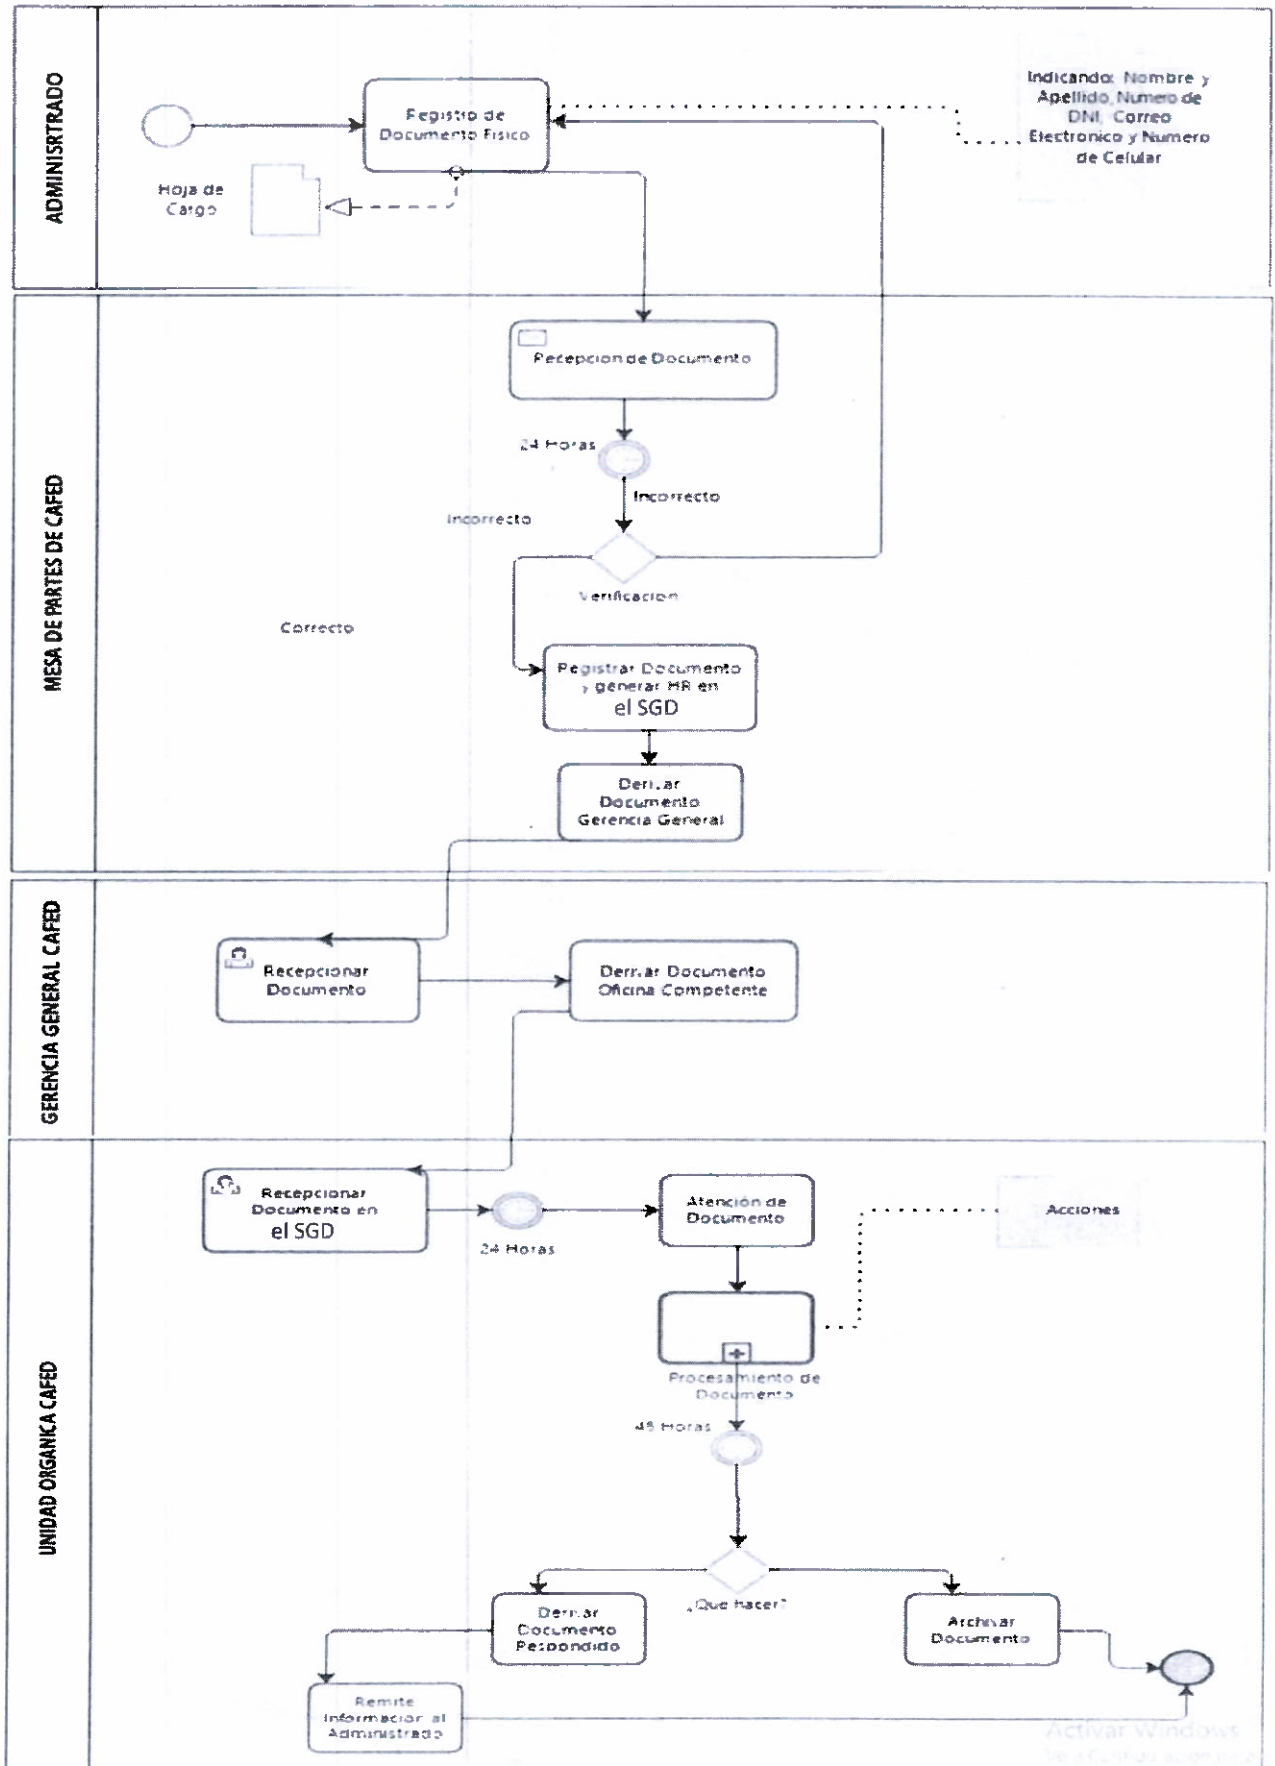 ADMINISRTRADO
Registro de
Documento Fisico
Hoja de
Cargo
Indicando: Nombre y
Apellido, Numero de
DNI, Correo
Electronico y Numero
de Celular
MESA DE PARTES DE CAFED
Recepcion de Documento
24 Horas
Incorrecto
Incorrecto
Verificacion
Correcto
Registrar Documento
y generar HR en
el SGD
Derivar
Documento
Gerencia General
GERENCIA GENERAL CAFED
Recepcionar
Documento
Derivar Documento
Oficina Competente
UNIDAD ORGANICA CAFED
Recepcionar
Documento en
el SGD
24 Horas
Atención de
Documento
Acciones
Procesamiento de
Documento
48 Horas
¿Que hacer?
Derivar
Documento
Respondido
Archivar
Documento
Remite
Informacion al
Administrado
Activar Windows